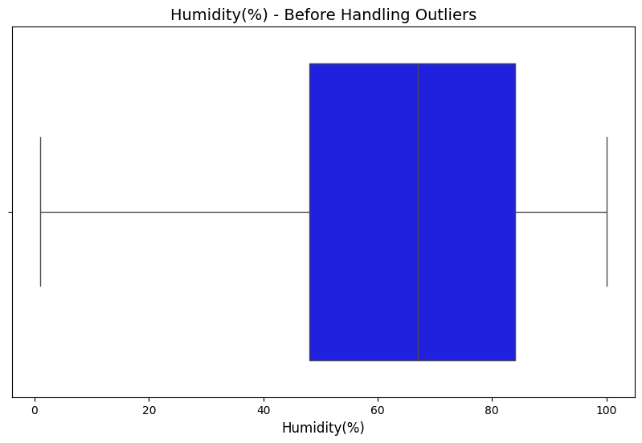 Humidity(%) - Before Handling Outliers
0 20 40 60 80 100
Humidity(%)